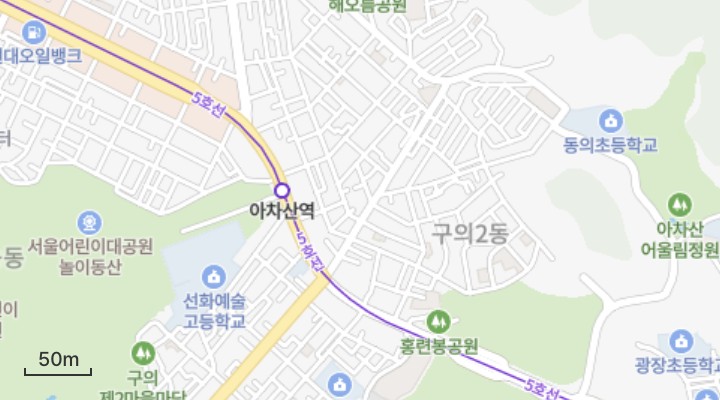 해오름공원
현대오일뱅크
5호선
터
동의초등학교
아차산역
아차산
어울림정원
구의2동
5호선
서울어린이대공원
놀이동산
동
선화예술
고등학교
홍련봉공원
50m
구의
제2마을마당
광장초등학교
5호선